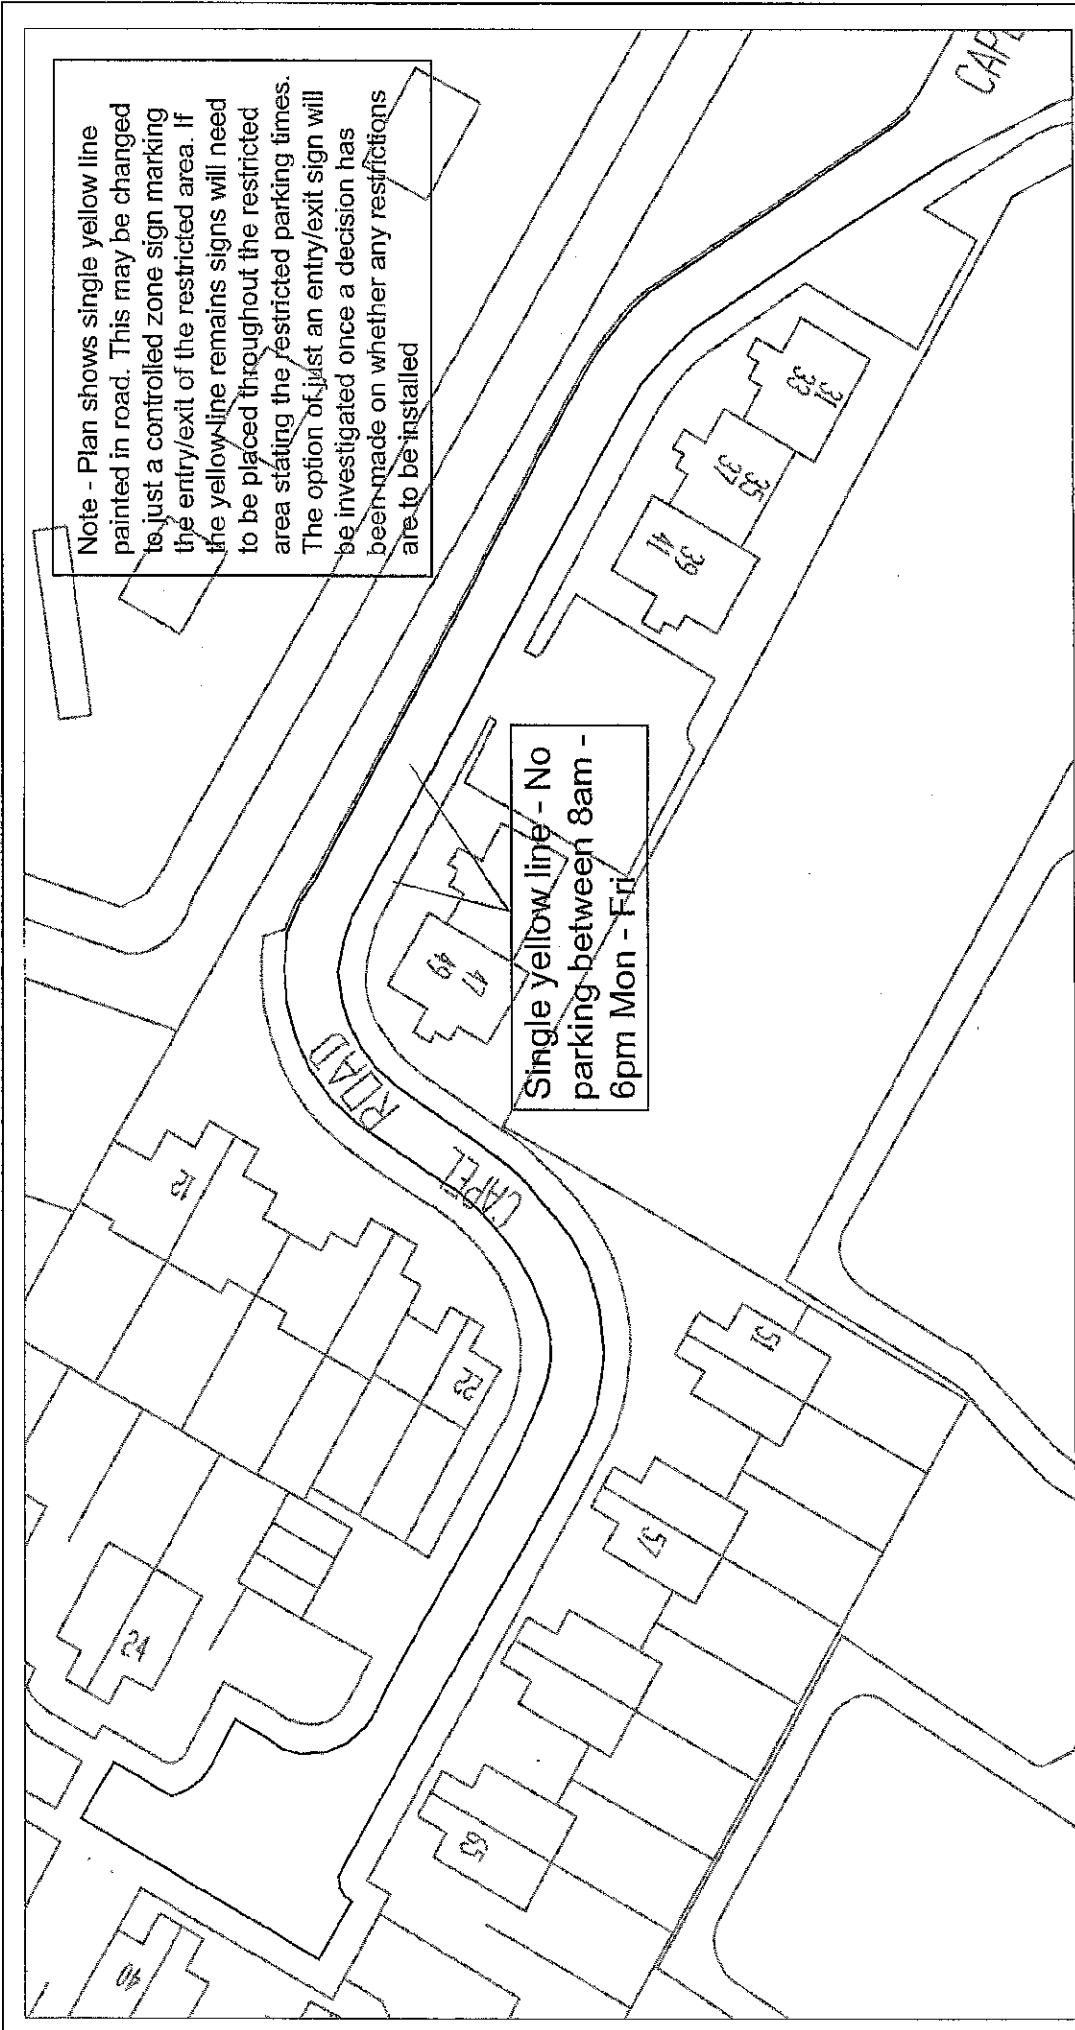 Note - Plan shows single yellow line
painted in road. This may be changed
to just a controlled zone sign marking
the entry/exit of the restricted area. If
the yellow line remains signs will need
to be placed throughout the restricted
area stating the restricted parking times.
The option of just an entry/exit sign will
be investigated once a decision has
been made on whether any restrictions
are to be installed
Single yellow line - No
parking between 8am -
6pm Mon - Fri
CAPEL
ROAD
31
33
35
37
39
41
47
49
12
22
24
40
51
57